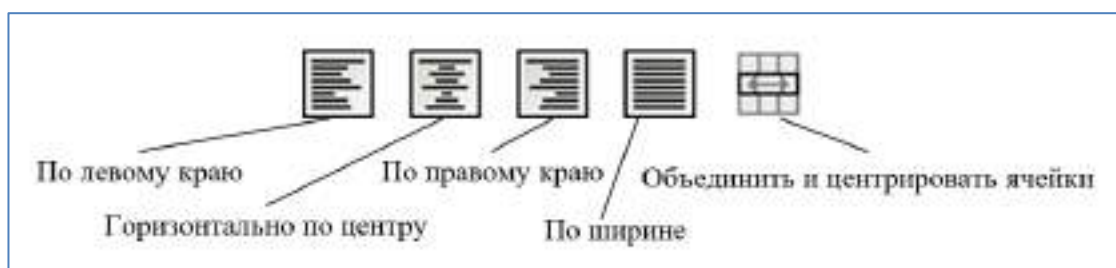 По левому краю
По правому краю
Объединить и центрировать ячейки
Горизонтально по центру
По ширине